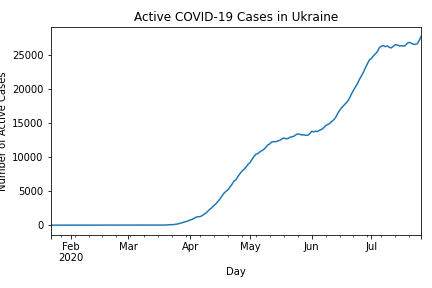 Active COVID-19 Cases in Ukraine
Number of Active Cases
25000
20000
15000
10000
5000
0
Feb Mar Apr May Jun Jul
2020
Day